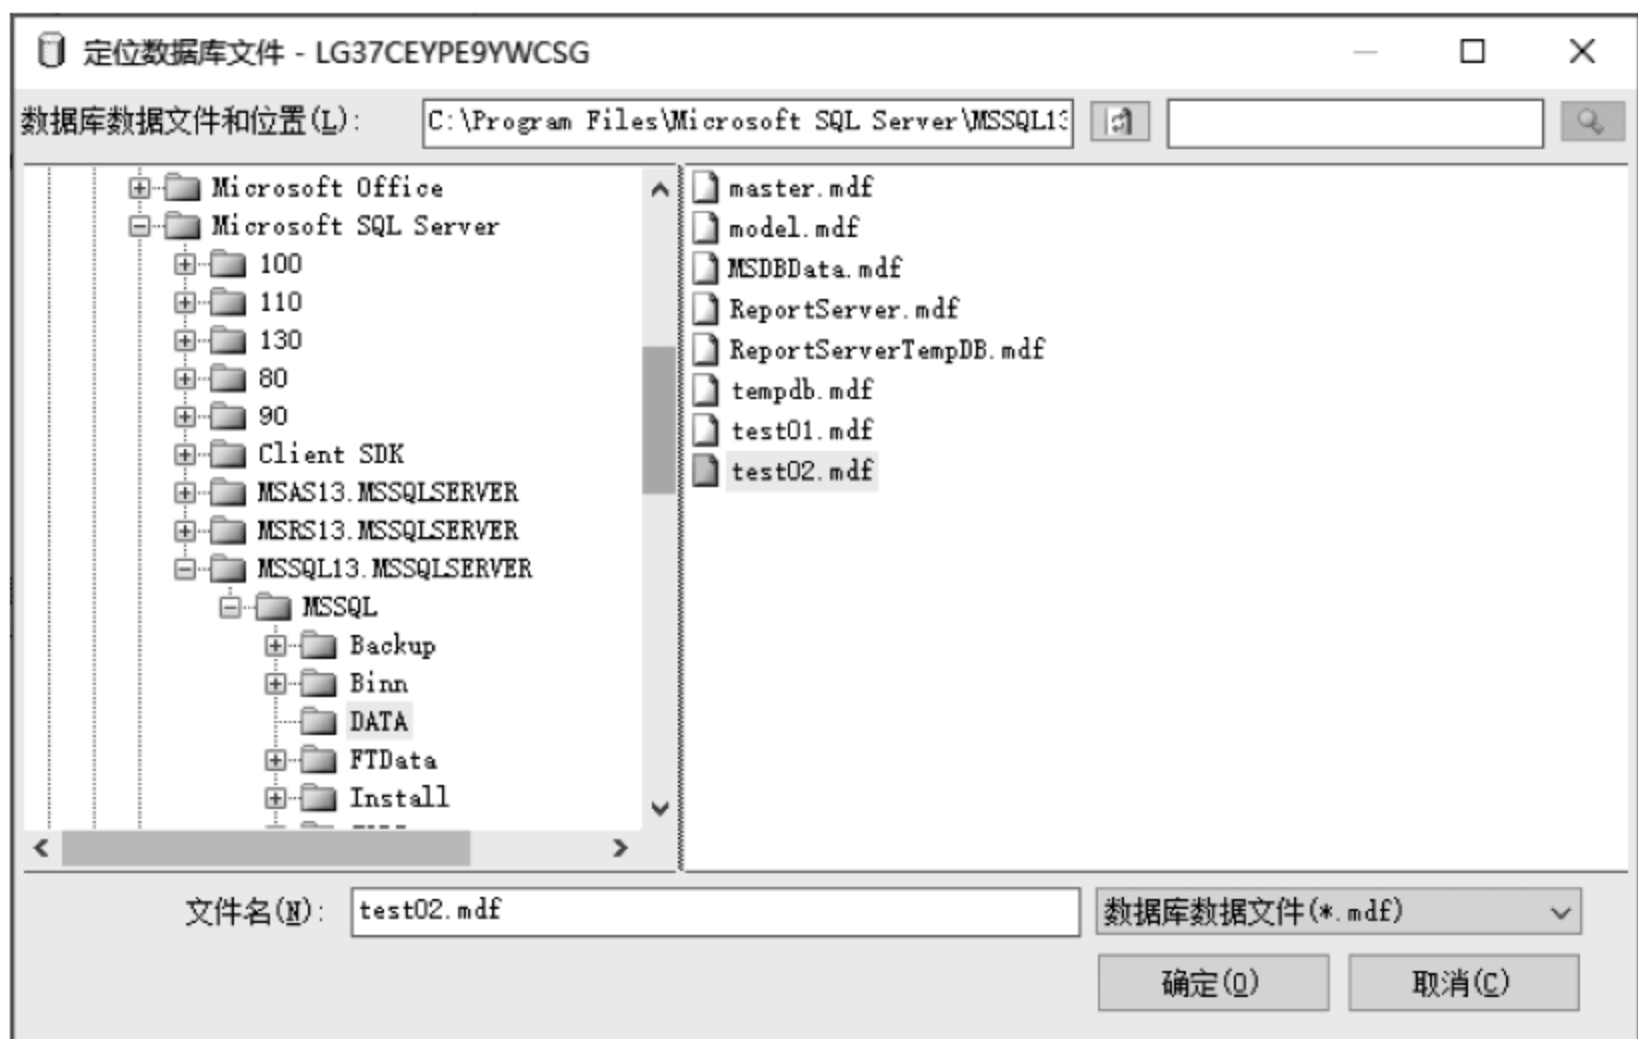 定位数据库文件 - LG37CEYPE9YWCSG
数据库数据文件和位置(L): C:\Program Files\Microsoft SQL Server\MSSQL13
Microsoft Office
Microsoft SQL Server
100
110
130
80
90
Client SDK
MSAS13.MSSQLSERVER
MSRS13.MSSQLSERVER
MSSQL13.MSSQLSERVER
MSSQL
Backup
Binn
DATA
FTData
Install
master.mdf
model.mdf
MSDBData.mdf
ReportServer.mdf
ReportServerTempDB.mdf
tempdb.mdf
test01.mdf
test02.mdf
文件名(N): test02.mdf 数据库数据文件(*.mdf)
确定(O) 取消(C)